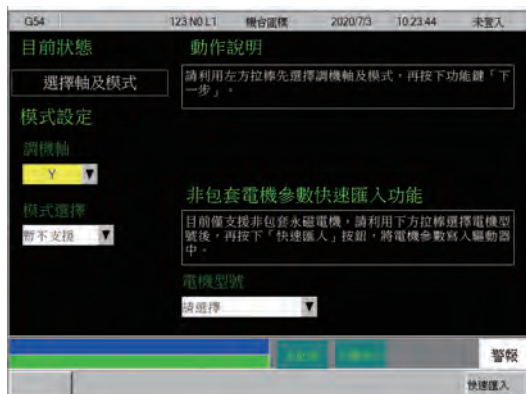 G54 123 N0 L1 機台匯標 2020/7/3 10:23:44 未登入
目前狀態
選擇軸及模式
模式設定
調機軸
Y
模式選擇
暫不支援
動作說明
請利用左方拉棒先選擇調機軸及模式,再按下功能鍵「下
一步」。
非包套電機參數快速匯入功能
目前僅支援非包套永磁電機,請利用下方拉棒選擇電機型
號後,再按下「快速匯入」按鈕,將電機參數寫入驅動器
中。
電機型號
請選擇
警報
快速匯入